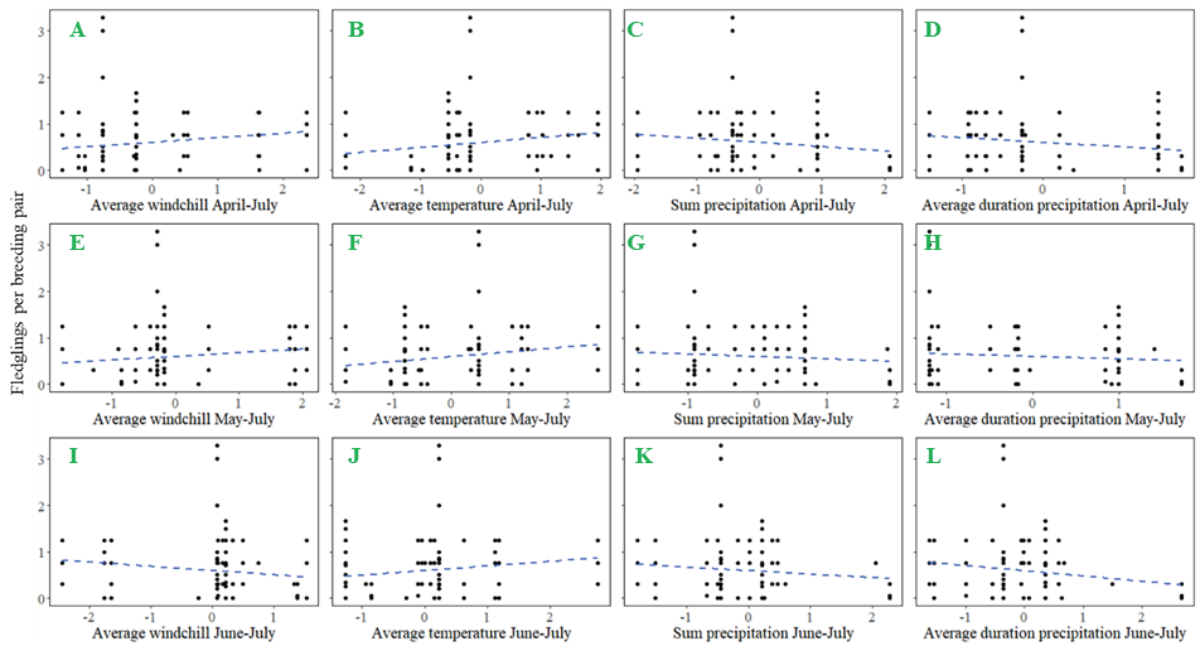 A B C D
3
2
1
0
-1 0 1 2 -2 -1 0 1 2 -2 -1 0 1 2 -1 0 1
Average windchill April-July Average temperature April-July Sum precipitation April-July Average duration precipitation April-July
Fledglings per breeding pair
E F G H
3
2
1
0
-1 0 1 2 -2 -1 0 1 2 -1 0 1 2 -1 0 1
Average windchill May-July Average temperature May-July Sum precipitation May-July Average duration precipitation May-July
I J K L
3
2
1
0
-2 -1 0 1 -1 0 1 2 -1 0 1 2 -1 0 1 2
Average windchill June-July Average temperature June-July Sum precipitation June-July Average duration precipitation June-July